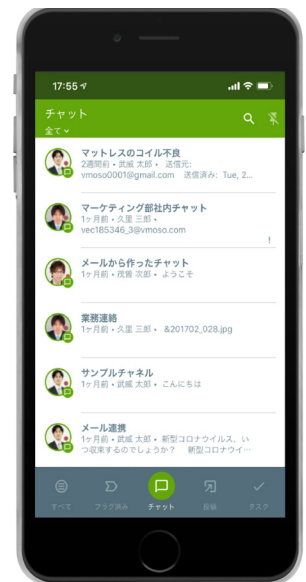 17:55
チャット
全て
マットレスのコイル不良
2週間前・武威 太郎・ 送信元:
vmoso0001@gmail.com 送信済み: Tue, 2...
マーケティング部社内チャット
1ヶ月前・久里 三郎・
vec185346_3@vmoso.com
!
メールから作ったチャット
1ヶ月前・茂曽 次郎・ ようこそ
業務連絡
1ヶ月前・久里 三郎・ &201702_028.jpg
サンプルチャネル
1ヶ月前・武威 太郎・ こんにちは
メール連携
1ヶ月前・武威 太郎・ 新型コロナウイルス、い
つ収束するのでしょうか？ 新型コロナウイ…
すべて フラグ済み チャット 投稿 タスク